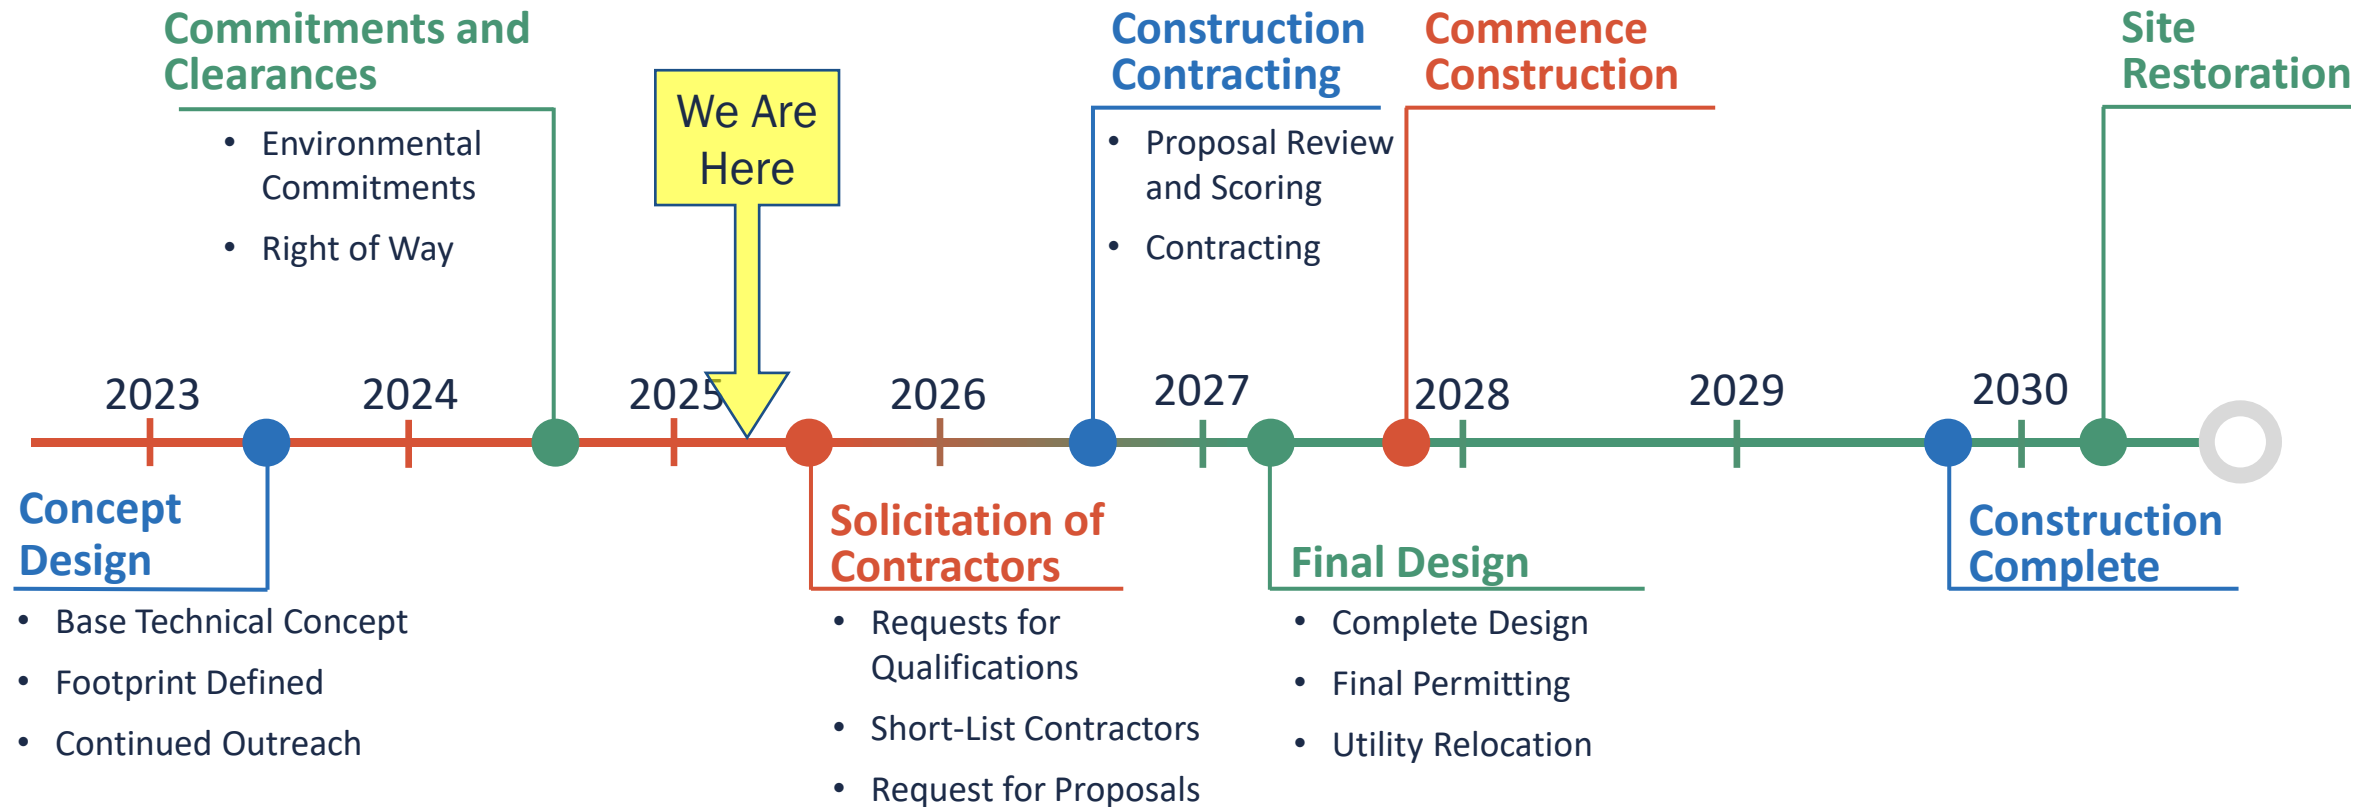 Commitments and
Clearances
• Environmental
Commitments
• Right of Way
We Are
Here
Construction
Contracting
• Proposal Review
and Scoring
• Contracting
Commence
Construction
Site
Restoration
2023
2024
2025
2026
2027
2028
2029
2030
Concept
Design
• Base Technical Concept
• Footprint Defined
• Continued Outreach
Solicitation of
Contractors
• Requests for
Qualifications
• Short-List Contractors
• Request for Proposals
Final Design
• Complete Design
• Final Permitting
• Utility Relocation
Construction
Complete